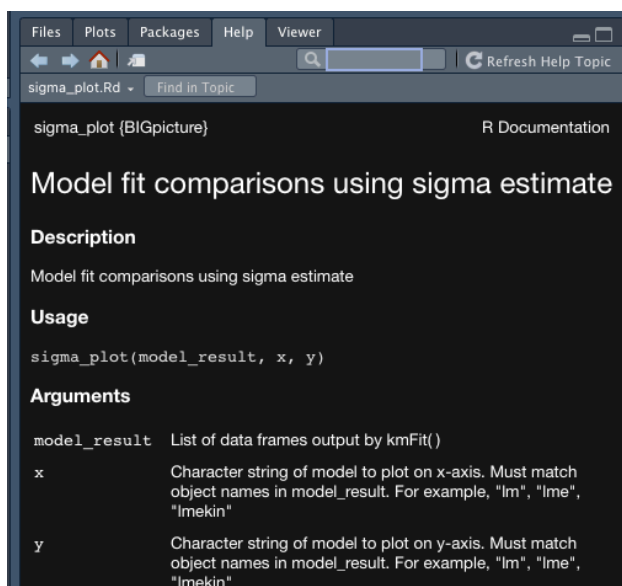 Files Plots Packages Help Viewer
Refresh Help Topic
sigma_plot.Rd Find in Topic
sigma_plot {BIGpicture} R Documentation
Model fit comparisons using sigma estimate
Description
Model fit comparisons using sigma estimate
Usage
sigma_plot(model_result, x, y)
Arguments
model_result List of data frames output by kmFit()
x Character string of model to plot on x-axis. Must match
object names in model_result. For example, "lm", "lme",
"lmekin"
y Character string of model to plot on y-axis. Must match
object names in model_result. For example, "lm", "lme",
"lmekin"